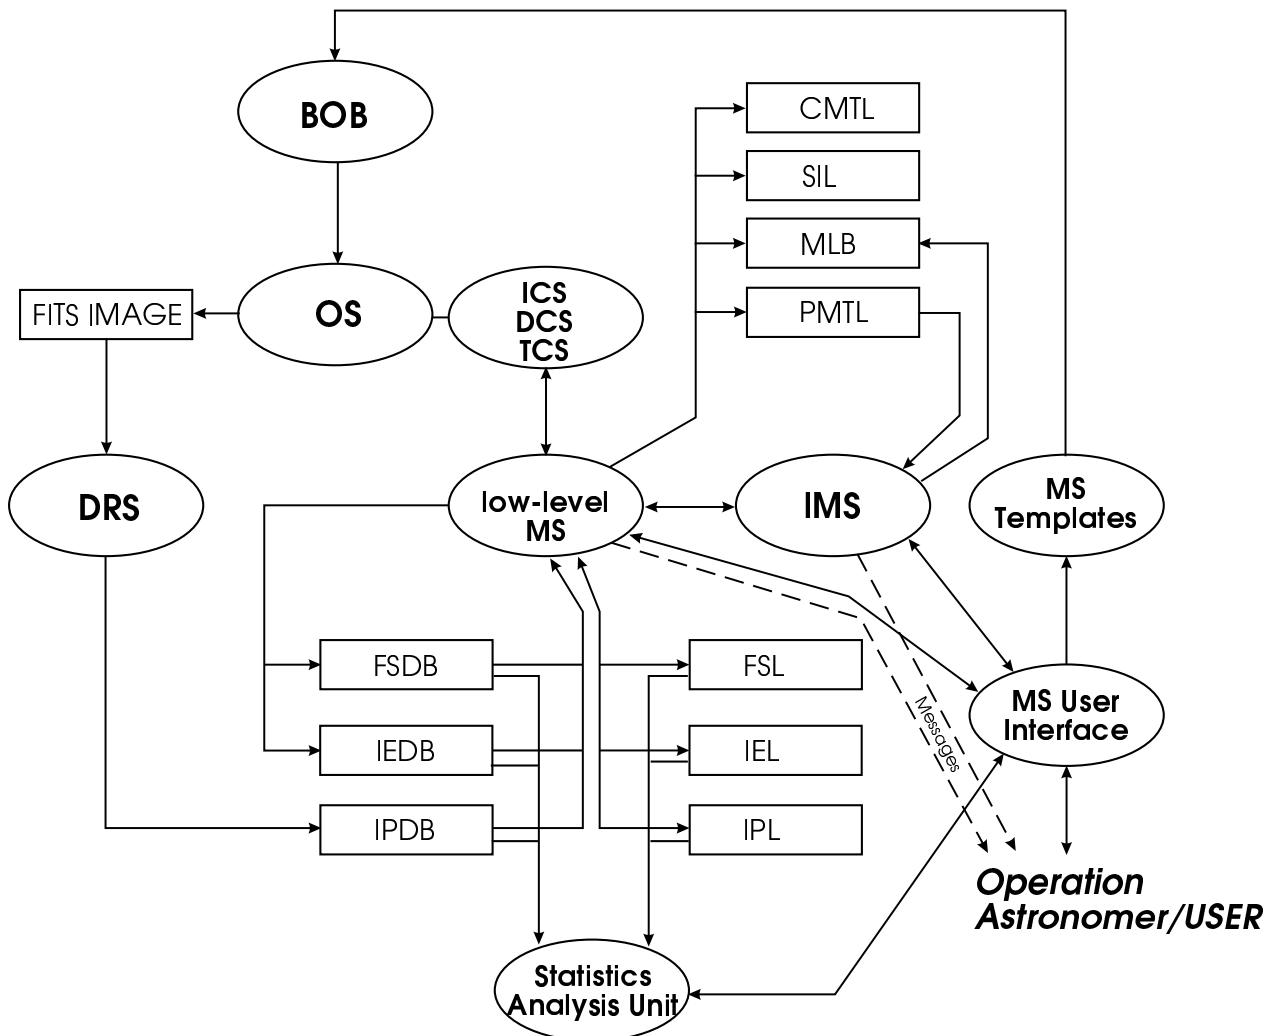 BOB
CMTL
SIL
MLB
PMTL
FITS IMAGE
OS
ICS
DCS
TCS
DRS
low-level
MS
IMS
MS
Templates
FSDB
FSL
IEDB
IEL
IPDB
IPL
Messages
MS User
Interface
Operation
Astronomer/USER
Statistics
Analysis Unit